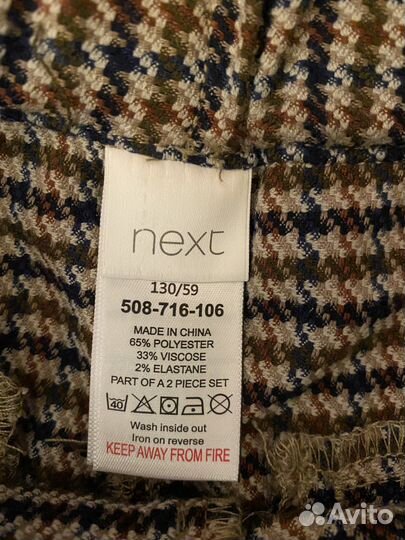 next
130/59
508-716-106
MADE IN CHINA
65% POLYESTER
33% VISCOSE
2% ELASTANE
PART OF A 2 PIECE SET
40
Wash inside out
Iron on reverse
KEEP AWAY FROM FIRE
Avito